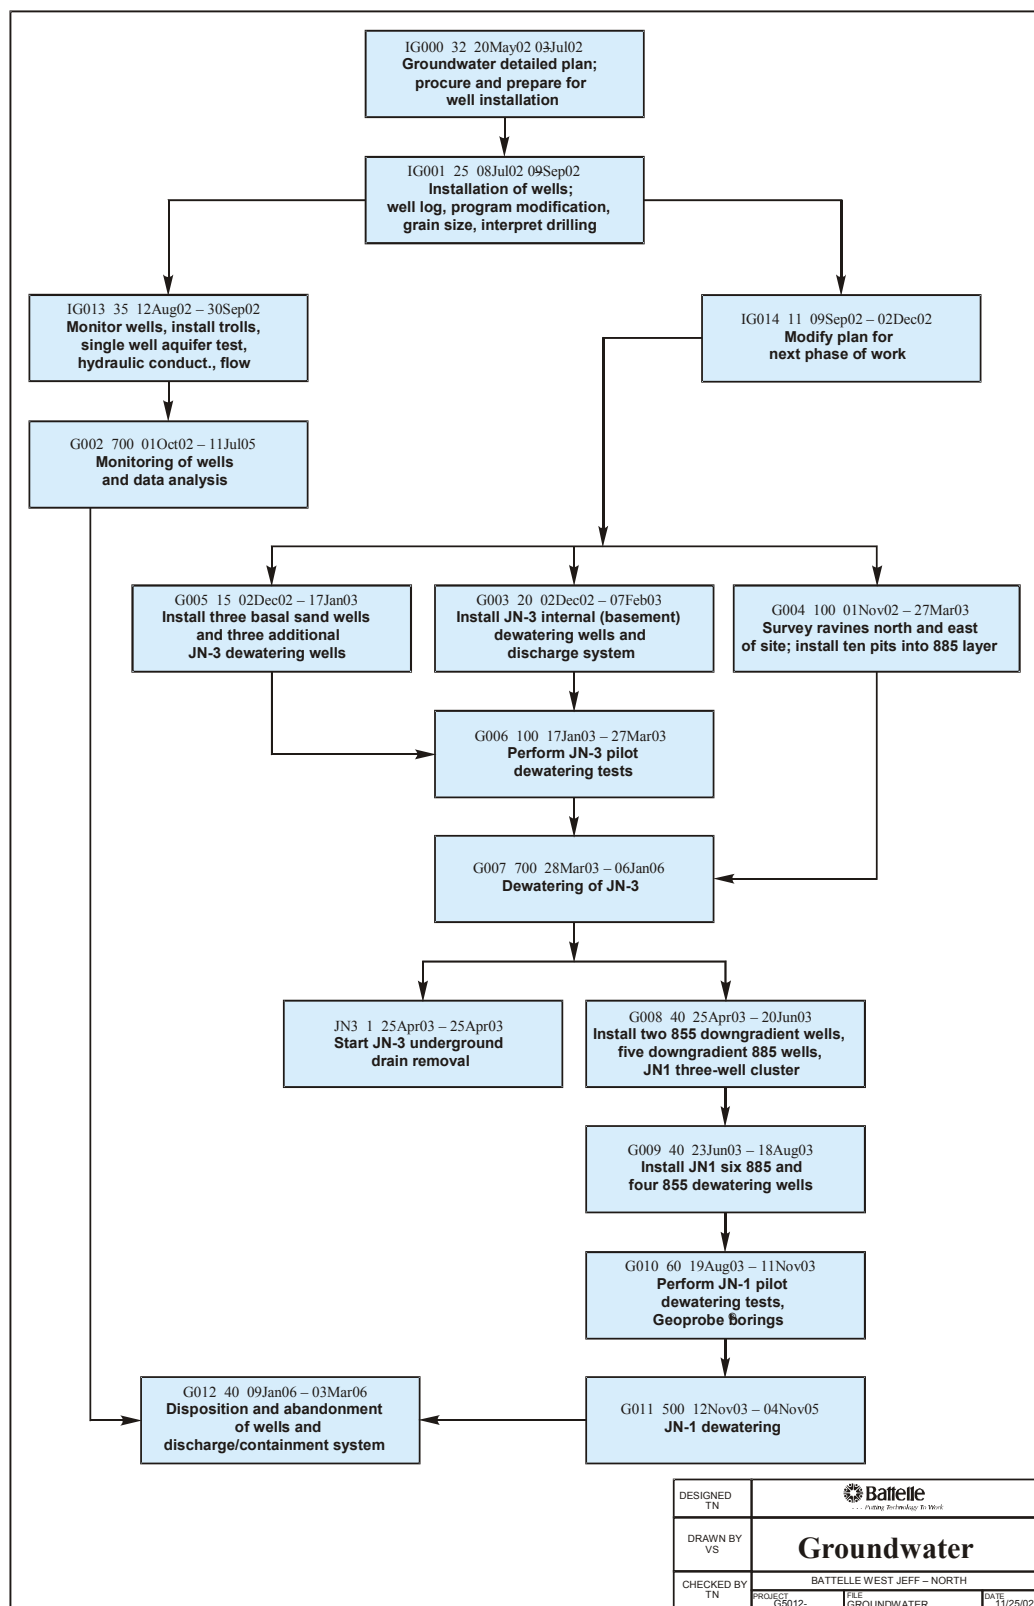 IG000 32 20May02 03Jul02
Groundwater detailed plan;
procure and prepare for
well installation
IG001 25 08Jul02 09Sep02
Installation of wells;
well log, program modification,
grain size, interpret drilling
IG013 35 12Aug02 – 30Sep02
Monitor wells, install trolls,
single well aquifer test,
hydraulic conduct., flow
IG014 11 09Sep02 – 02Dec02
Modify plan for
next phase of work
G002 700 01Oct02 – 11Jul05
Monitoring of wells
and data analysis
G005 15 02Dec02 – 17Jan03
Install three basal sand wells
and three additional
JN-3 dewatering wells
G003 20 02Dec02 – 07Feb03
Install JN-3 internal (basement)
dewatering wells and
discharge system
G004 100 01Nov02 – 27Mar03
Survey ravines north and east
of site; install ten pits into 885 layer
G006 100 17Jan03 – 27Mar03
Perform JN-3 pilot
dewatering tests
G007 700 28Mar03 – 06Jan06
Dewatering of JN-3
JN3 1 25Apr03 – 25Apr03
Start JN-3 underground
drain removal
G008 40 25Apr03 – 20Jun03
Install two 855 downgradient wells,
five downgradient 885 wells,
JN1 three-well cluster
G009 40 23Jun03 – 18Aug03
Install JN1 six 885 and
four 855 dewatering wells
G010 60 19Aug03 – 11Nov03
Perform JN-1 pilot
dewatering tests,
Geoprobe borings
G012 40 09Jan06 – 03Mar06
Disposition and abandonment
of wells and
discharge/containment system
G011 500 12Nov03 – 04Nov05
JN-1 dewatering
DESIGNED
TN
Battelle
. . . Putting Technology To Work
DRAWN BY
VS
Groundwater
CHECKED BY
TN
BATTELLE WEST JEFF – NORTH
PROJECT
G5012-
FILE
GROUNDWATER
DATE
11/25/02